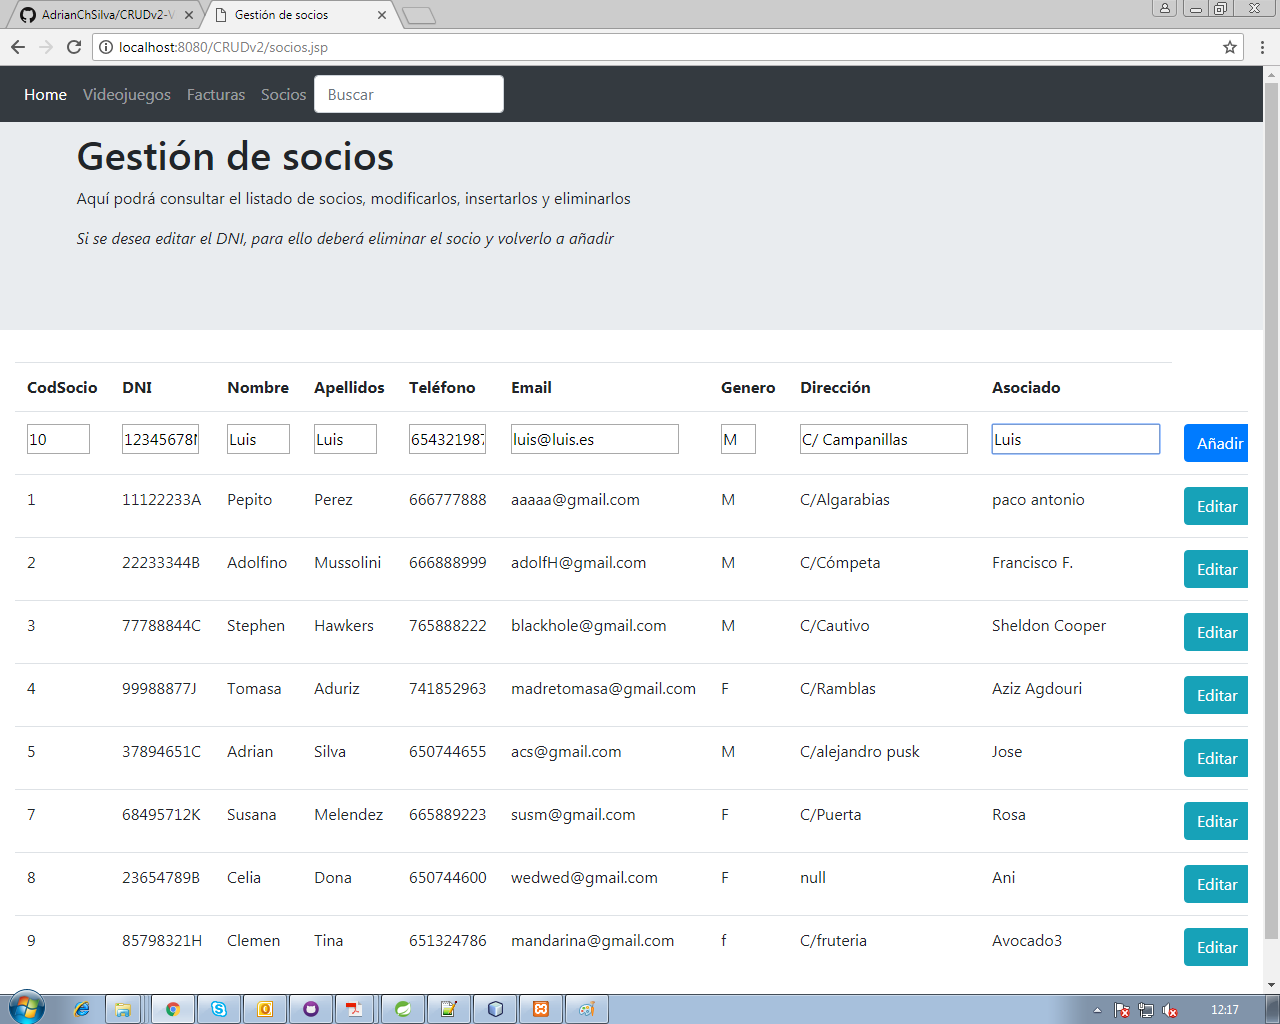 AdrianChSilva/CRUDv2-V
Gestión de socios
localhost:8080/CRUDv2/socios.jsp
Home Videojuegos Facturas Socios Buscar
Gestión de socios
Aquí podrá consultar el listado de socios, modificarlos, insertarlos y eliminarlos
Si se desea editar el DNI, para ello deberá eliminar el socio y volverlo a añadir
CodSocio DNI Nombre Apellidos Teléfono Email Genero Dirección Asociado
10 12345678 Luis Luis 654321987 luis@luis.es M C/ Campanillas Luis Añadir
1 11122233A Pepito Perez 666777888 aaaaa@gmail.com M C/Algarabias paco antonio Editar
2 22233344B Adolfino Mussolini 666888999 adolfH@gmail.com M C/Cómpeta Francisco F. Editar
3 77788844C Stephen Hawkers 765888222 blackhole@gmail.com M C/Cautivo Sheldon Cooper Editar
4 99988877J Tomasa Aduriz 741852963 madretomasa@gmail.com F C/Ramblas Aziz Agdouri Editar
5 37894651C Adrian Silva 650744655 acs@gmail.com M C/alejandro pusk Jose Editar
7 68495712K Susana Melendez 665889223 susm@gmail.com F C/Puerta Rosa Editar
8 23654789B Celia Dona 650744600 wedwed@gmail.com F null Ani Editar
9 85798321H Clemen Tina 651324786 mandarina@gmail.com f C/fruteria Avocado3 Editar
12:17